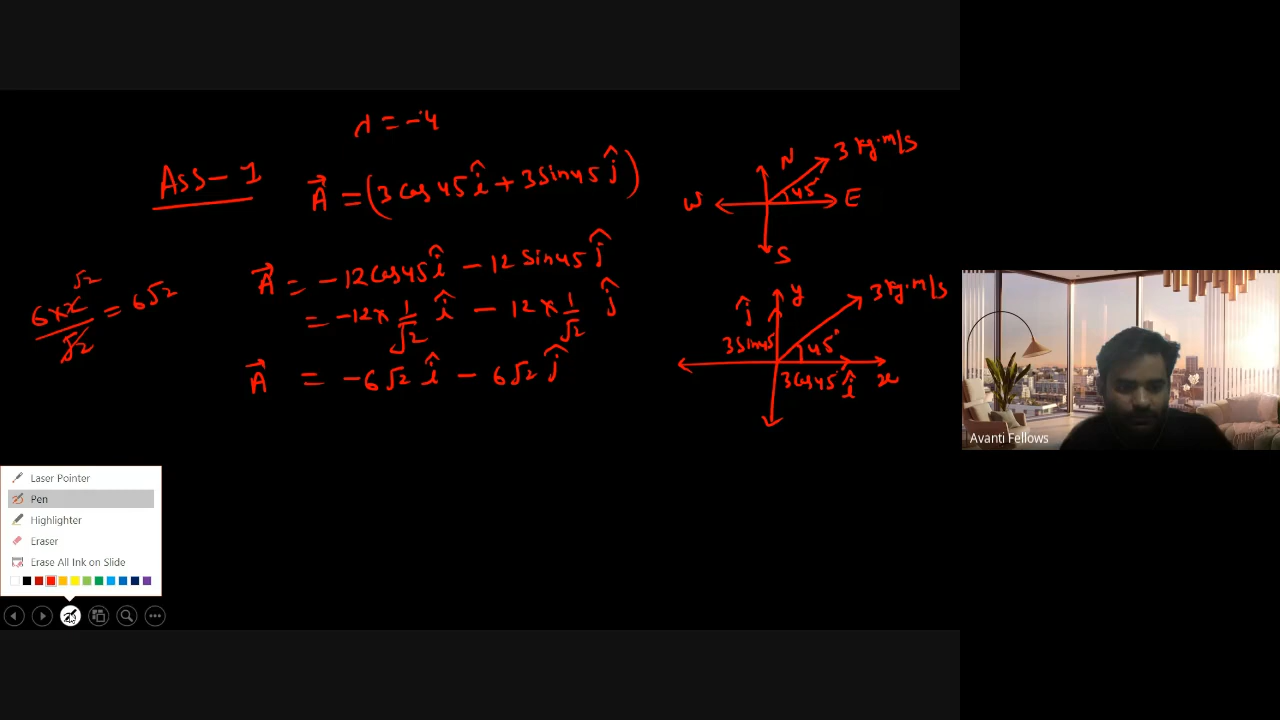 λ = -4
Ass-1
A⃗ = (3 cos 45 î + 3 sin 45 ĵ)
A⃗ = -12 cos 45 î - 12 sin 45 ĵ
= -12 × 1/√2 î - 12 × 1/√2 ĵ
6×2/√2 = 6√2
√2
A⃗ = -6√2 î - 6√2 ĵ
N
3 kg·m/s
W
45°
E
S
ĵ
y
3 kg·m/s
3 sin 45
45°
3 cos 45° î
x
Avanti Fellows
Laser Pointer
Pen
Highlighter
Eraser
Erase All Ink on Slide